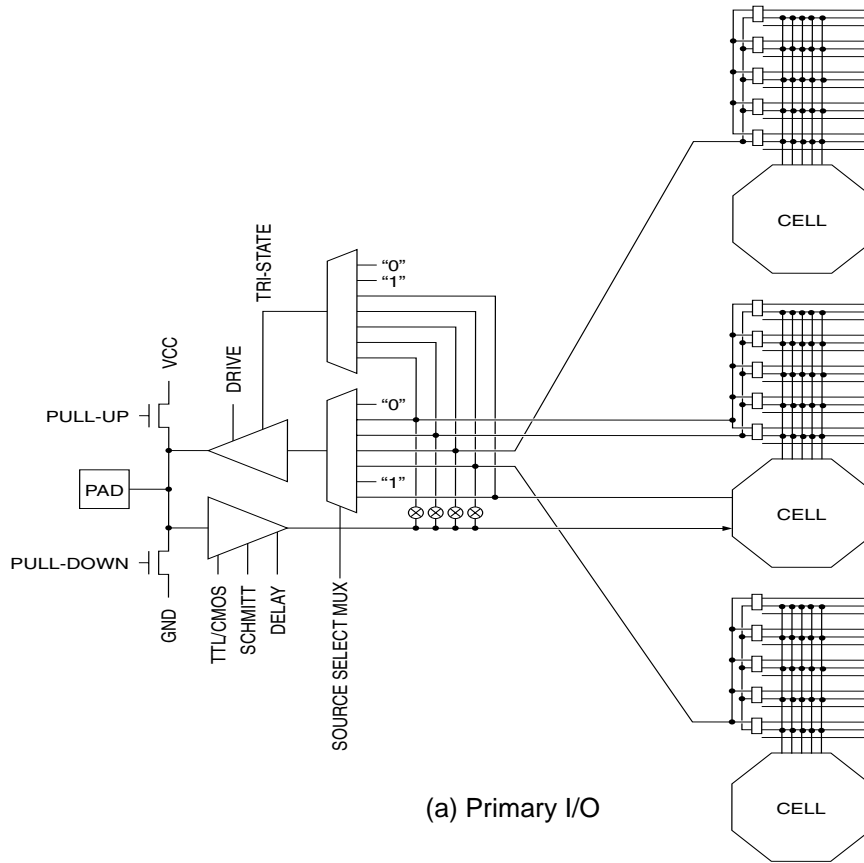 CELL
"0"
"1"
TRI-STATE
VCC
DRIVE
PULL-UP
"0"
PAD
"1"
CELL
PULL-DOWN
GND
TTL/CMOS
SCHMITT
DELAY
SOURCE SELECT MUX
CELL
(a) Primary I/O